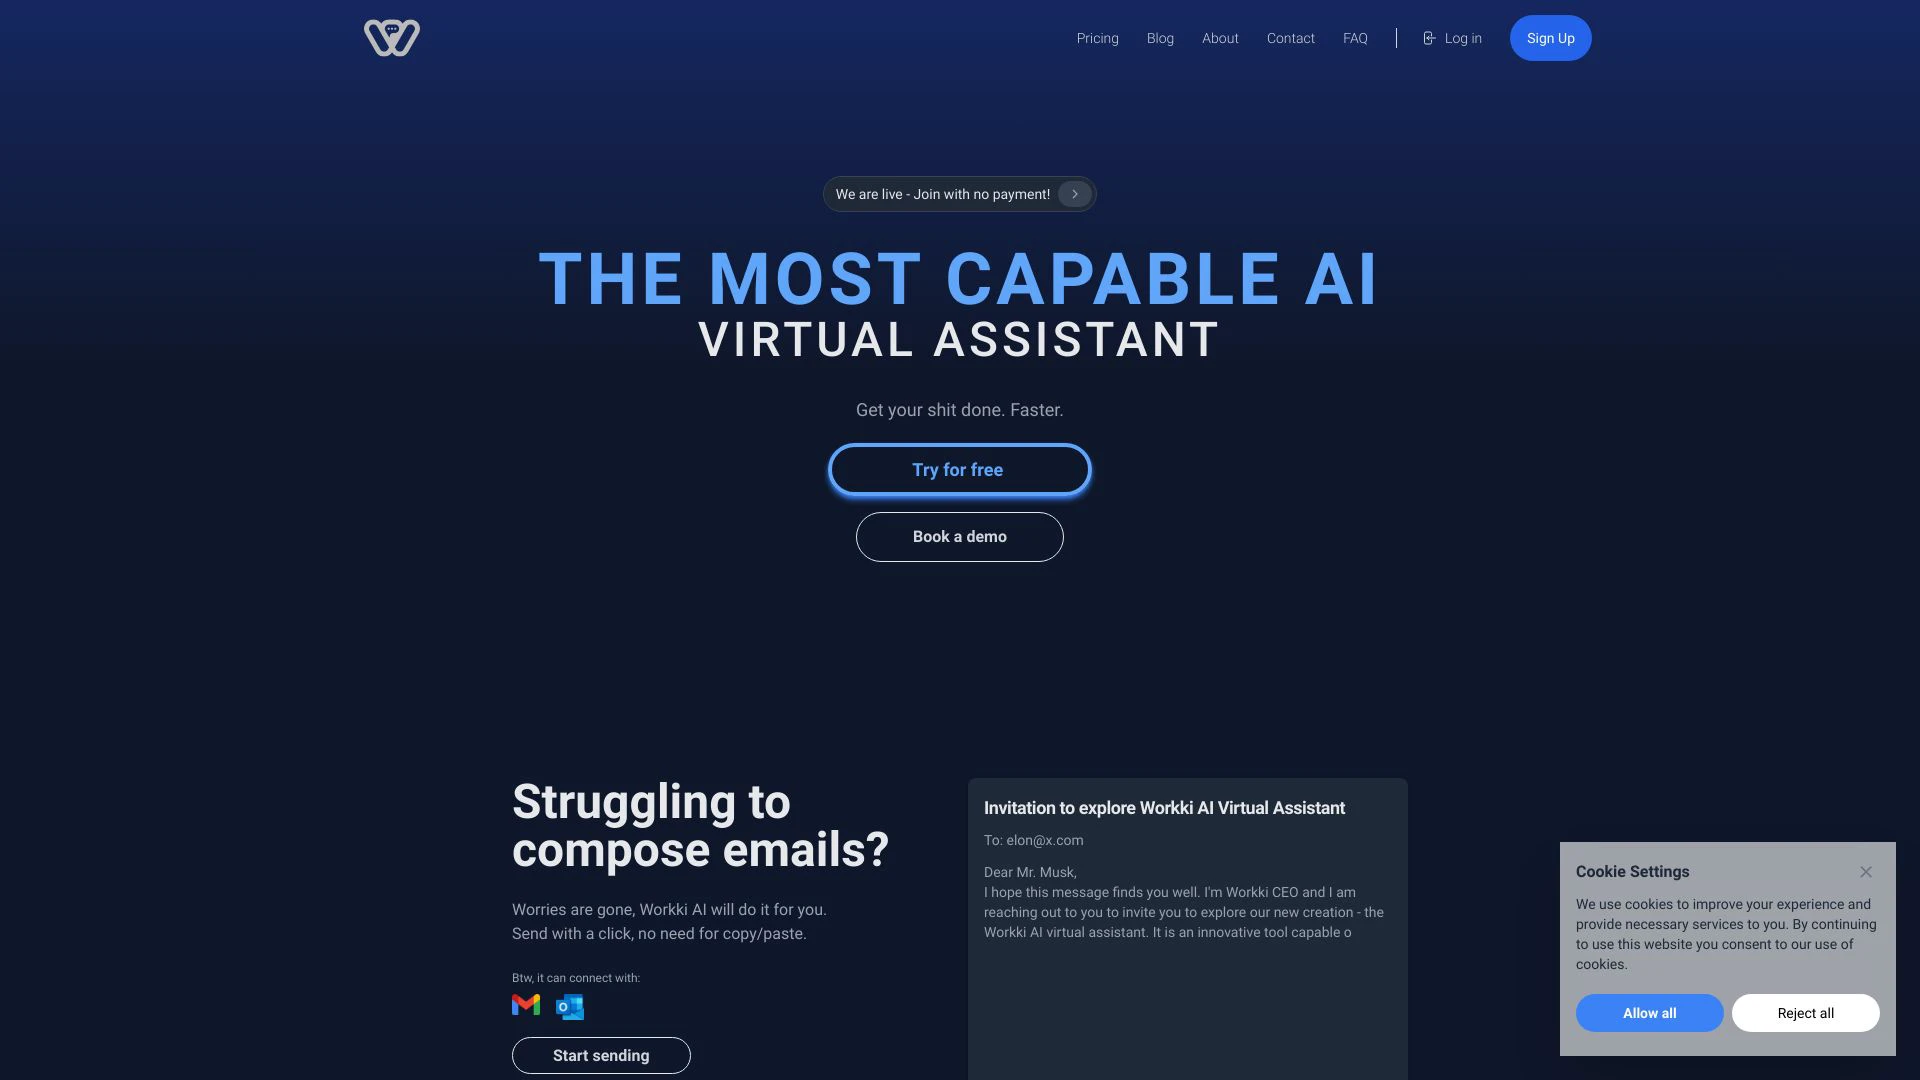 Pricing
Blog
About
Contact
FAQ
Log in
Sign Up
We are live - Join with no payment!
THE MOST CAPABLE AI
VIRTUAL ASSISTANT
Get your shit done. Faster.
Try for free
Book a demo
Struggling to
compose emails?
Worries are gone, Workki AI will do it for you.
Send with a click, no need for copy/paste.
Btw, it can connect with:
Start sending
Invitation to explore Workki AI Virtual Assistant
To: elon@x.com
Dear Mr. Musk,
I hope this message finds you well. I'm Workki CEO and I am
reaching out to you to invite you to explore our new creation - the
Workki AI virtual assistant. It is an innovative tool capable o
Cookie Settings
We use cookies to improve your experience and
provide necessary services to you. By continuing
to use this website you consent to our use of
cookies.
Allow all
Reject all